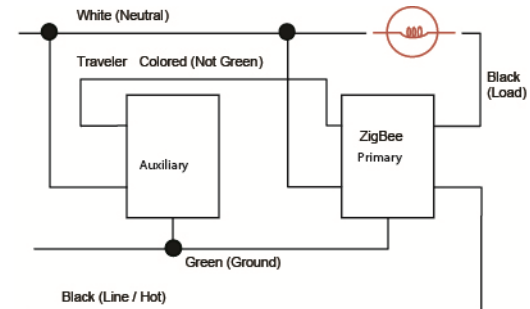 White (Neutral)
Traveler Colored (Not Green)
Black
(Load)
ZigBee
Primary
Auxiliary
Green (Ground)
Black (Line / Hot)